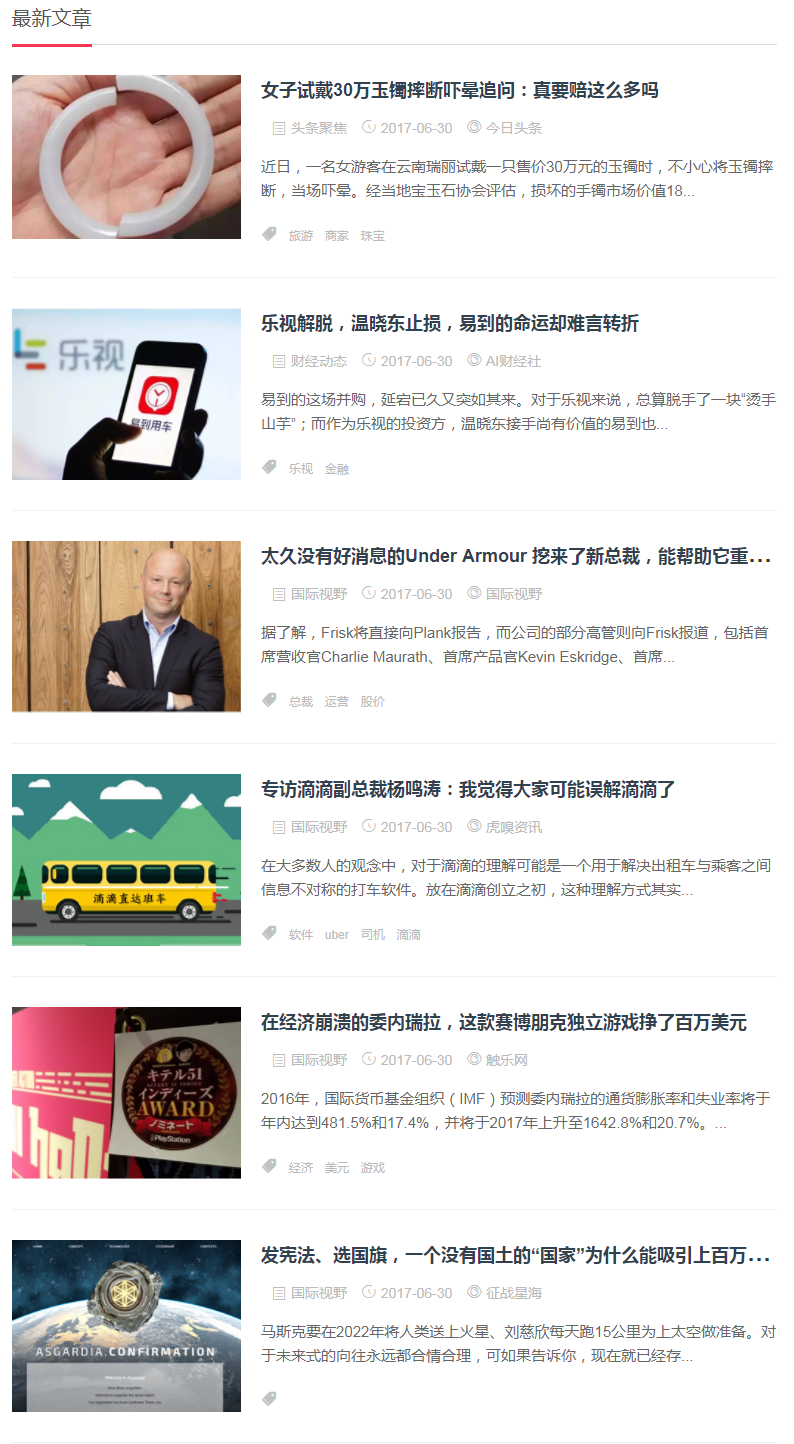 最新文章
女子试戴30万玉镯摔断吓晕追问：真要赔这么多吗
头条聚焦 2017-06-30 今日头条
近日，一名女游客在云南瑞丽试戴一只售价30万元的玉镯时，不小心将玉镯摔
断，当场吓晕。经当地宝玉石协会评估，损坏的手镯市场价值18...
旅游 商家 珠宝
乐视
易到用车
乐视解脱，温晓东止损，易到的命运却难言转折
财经动态 2017-06-30 AI财经社
易到的这场并购，延宕已久又突如其来。对于乐视来说，总算脱手了一块“烫手
山芋”；而作为乐视的投资方，温晓东接手尚有价值的易到也...
乐视 金融
太久没有好消息的Under Armour 挖来了新总裁，能帮助它重...
国际视野 2017-06-30 国际视野
据了解，Frisk将直接向Plank报告，而公司的部分高管则向Frisk报道，包括首
席营收官Charlie Maurath、首席产品官Kevin Eskridge、首席...
总裁 运营 股价
滴滴直达班车
专访滴滴副总裁杨鸣涛：我觉得大家可能误解滴滴了
国际视野 2017-06-30 虎嗅资讯
在大多数人的观念中，对于滴滴的理解可能是一个用于解决出租车与乘客之间
信息不对称的打车软件。放在滴滴创立之初，这种理解方式其实...
软件 uber 司机 滴滴
キテル51
インディーズ
AWARD
ノミネート
PlayStation
在经济崩溃的委内瑞拉，这款赛博朋克独立游戏挣了百万美元
国际视野 2017-06-30 触乐网
2016年，国际货币基金组织（IMF）预测委内瑞拉的通货膨胀率和失业率将于
年内达到481.5%和17.4%，并将于2017年上升至1642.8%和20.7%。...
经济 美元 游戏
ASGARDIA.CONFIRMATION
发宪法、选国旗，一个没有国土的“国家”为什么能吸引上百万...
国际视野 2017-06-30 征战星海
马斯克要在2022年将人类送上火星、刘慈欣每天跑15公里为上太空做准备。对
于未来式的向往永远都合情合理，可如果告诉你，现在就已经存...